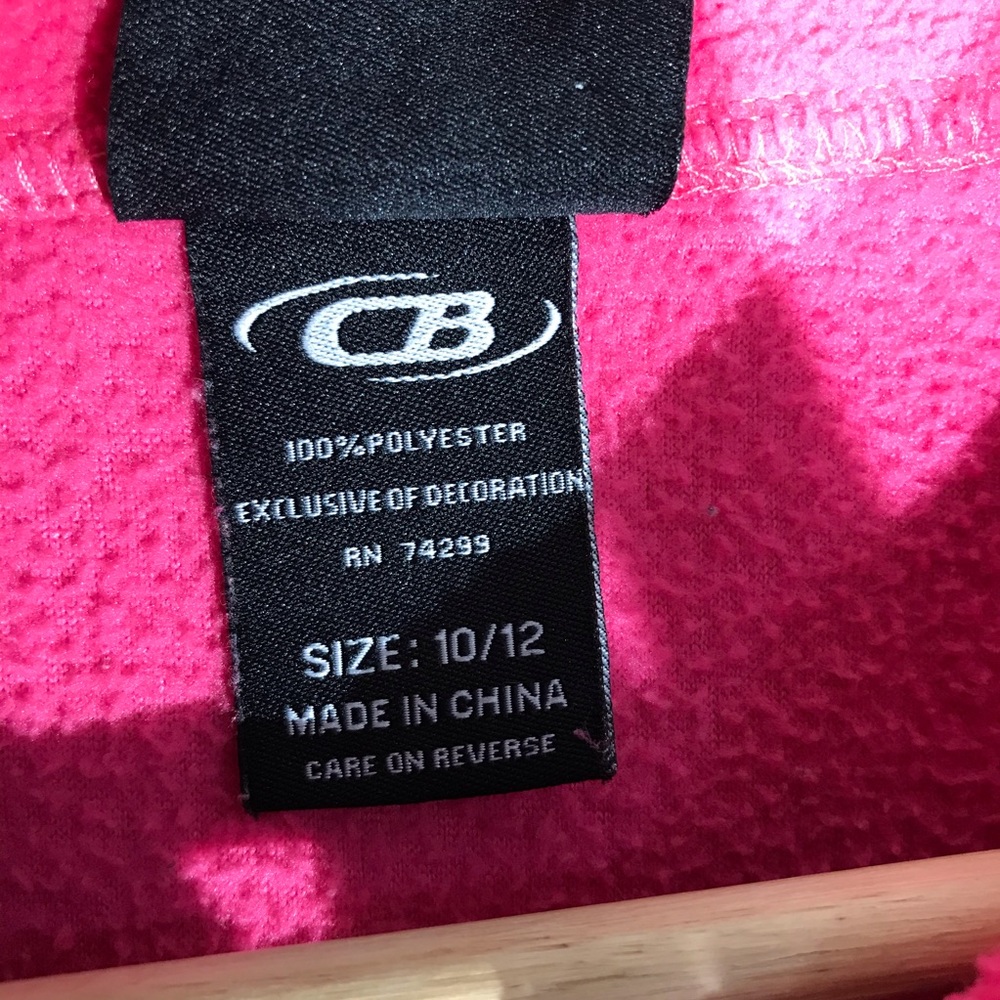 CB
100%POLYESTER
EXCLUSIVE OF DECORATION
RN 74299
SIZE: 10/12
MADE IN CHINA
CARE ON REVERSE